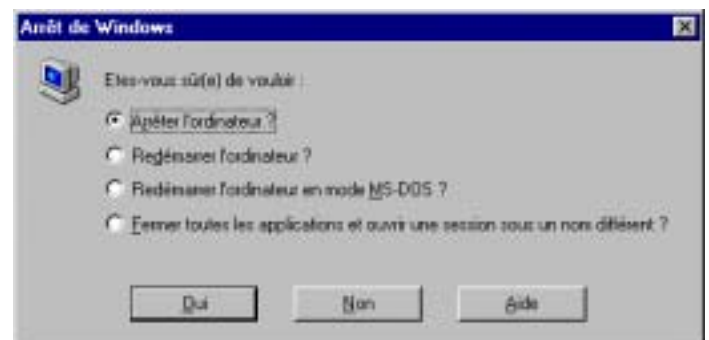 Arrêt de Windows
Etes-vous sûr(e) de vouloir :
Arrêter l'ordinateur ?
Redémarrer l'ordinateur ?
Redémarrer l'ordinateur en mode MS-DOS ?
Fermer toutes les applications et ouvrir une session sous un nom différent ?
Oui
Non
Aide